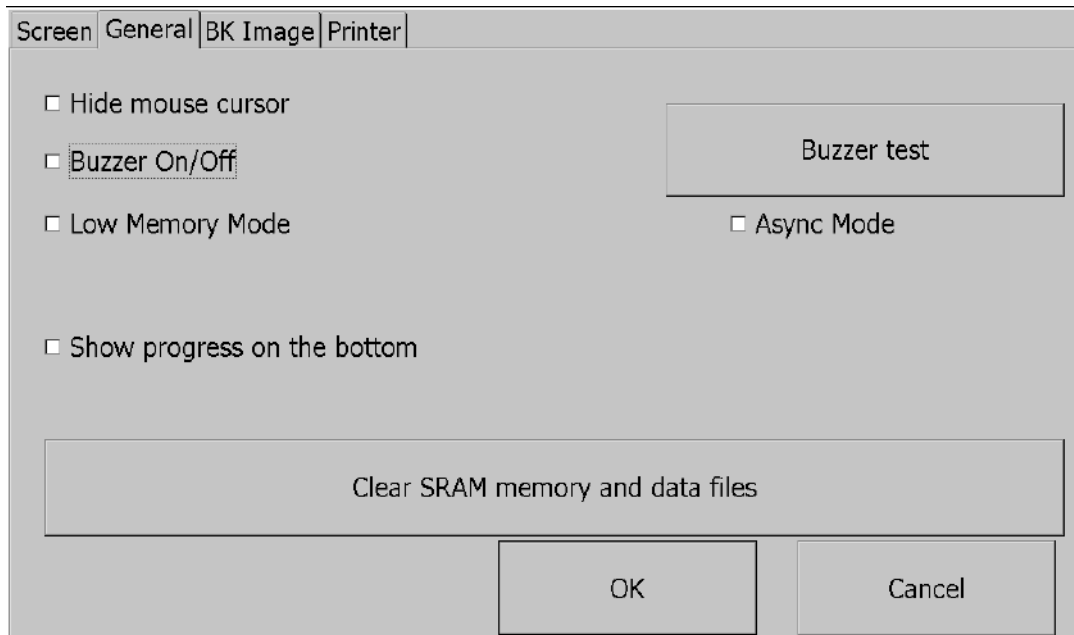 Screen General BK Image Printer
Hide mouse cursor
Buzzer test
Buzzer On/Off
Low Memory Mode Async Mode
Show progress on the bottom
Clear SRAM memory and data files
OK Cancel